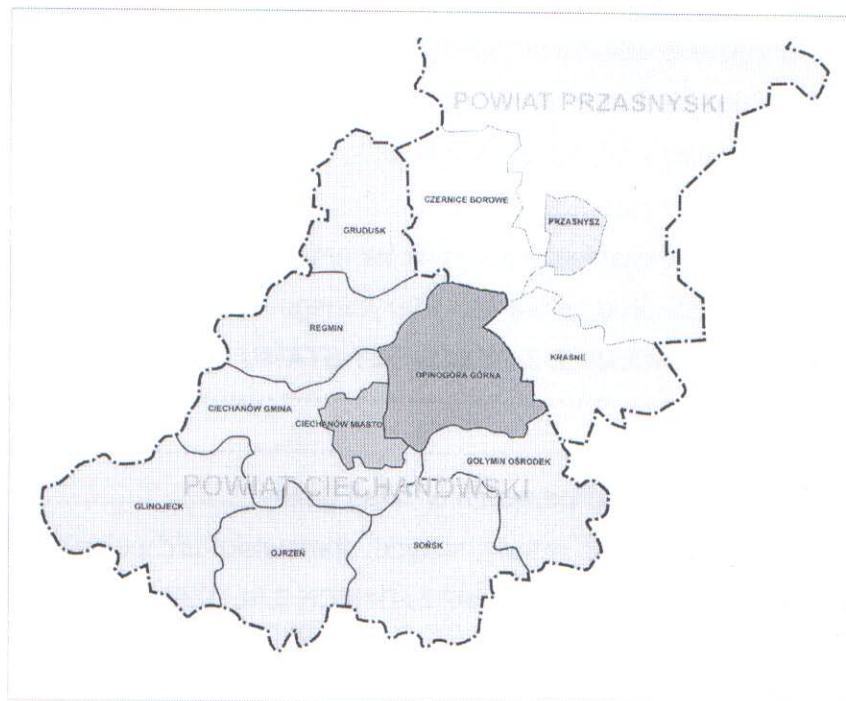 POWIAT PRZASNYSKI
CZERNICE BOROWE
PRZASNYSZ
GRUDUSK
REGMIN
KRASNE
OPINOGÓRA GÓRNA
CIECHANÓW GMINA
CIECHANÓW MIASTO
GOŁYMIN OŚRODEK
POWIAT CIECHANOWSKI
GLINOJECK
OJRZEŃ
SOŃSK